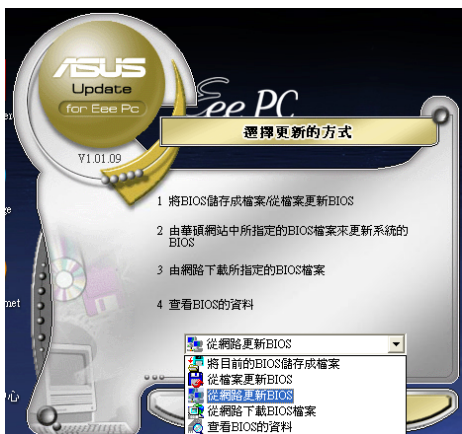 ASUS
Update
for Eee Pc
V1.01.09
Eee PC
選擇更新的方式
1 將BIOS儲存成檔案/從檔案更新BIOS
2 由華碩網站中所指定的BIOS檔案來更新系統的
BIOS
3 由網路下載所指定的BIOS檔案
4 查看BIOS的資料
從網路更新BIOS
將目前的BIOS儲存成檔案
從檔案更新BIOS
從網路更新BIOS
從網路下載BIOS檔案
查看BIOS的資料